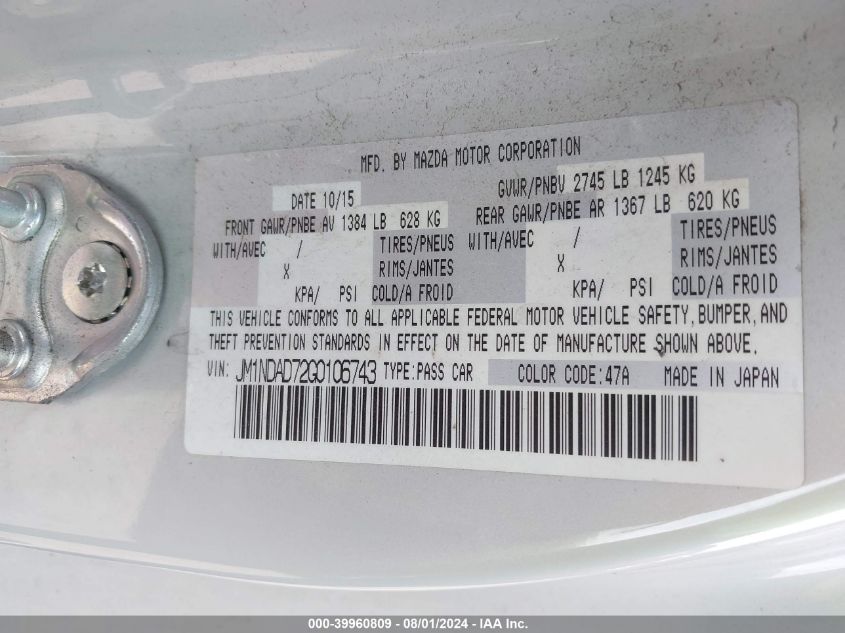 MFD. BY MAZDA MOTOR CORPORATION
DATE 10/15
GVWR/PNBV 2745 LB 1245 KG
FRONT GAWR/PNBE AV 1384 LB 628 KG
REAR GAWR/PNBE AR 1367 LB 620 KG
WITH/AVEC / TIRES/PNEUS WITH/AVEC / TIRES/PNEUS
X RIMS/JANTES X RIMS/JANTES
KPA/ PSI COLD/A FROID KPA/ PSI COLD/A FROID
THIS VEHICLE CONFORMS TO ALL APPLICABLE FEDERAL MOTOR VEHICLE SAFETY, BUMPER, AND
THEFT PREVENTION STANDARDS IN EFFECT ON THE DATE OF MANUFACTURE SHOWN ABOVE.
VIN: JM1NDAD72G0106743 TYPE:PASS CAR COLOR CODE:47A MADE IN JAPAN
000-39960809 - 08/01/2024 - IAA Inc.